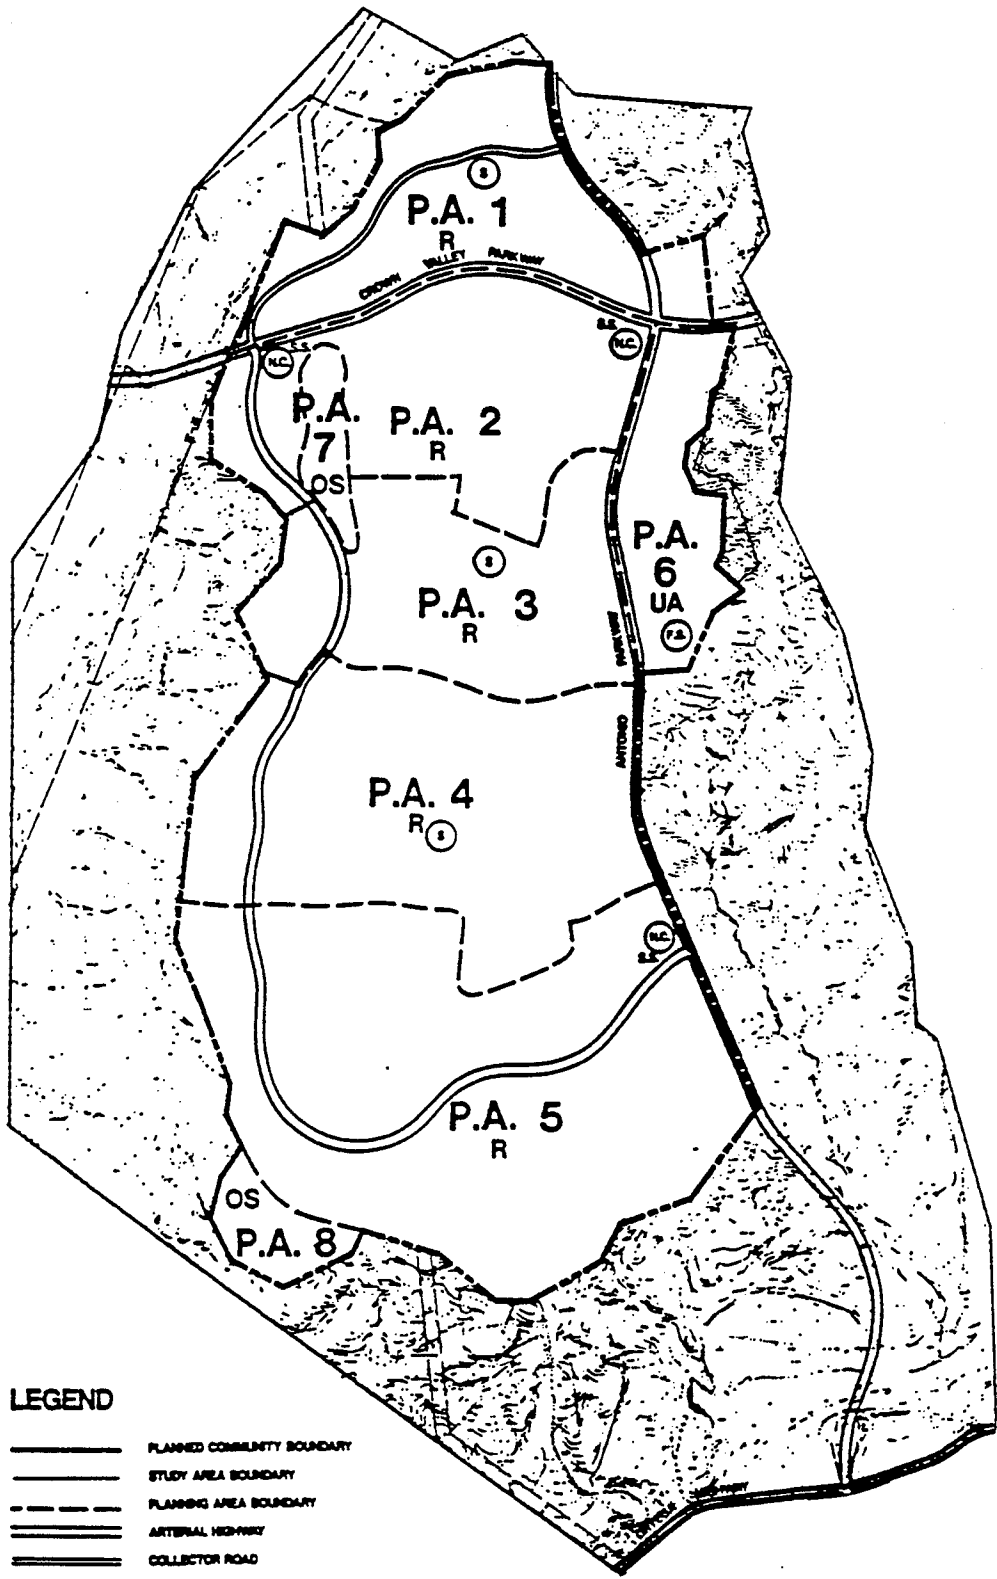 S
P.A. 1
R
CROWN VALLEY PARKWAY
S.S.
N.C.
S.S.
N.C.
P.A.
7
OS
P.A. 2
R
S
P.A. 3
R
P.A.
6
UA
F.S.
ANTONIO PARKWAY
P.A. 4
R
S
N.C.
P.A. 5
R
OS
P.A. 8
HIGHWAY
LEGEND
PLANNED COMMUNITY BOUNDARY
STUDY AREA BOUNDARY
PLANNING AREA BOUNDARY
ARTERIAL HIGHWAY
COLLECTOR ROAD